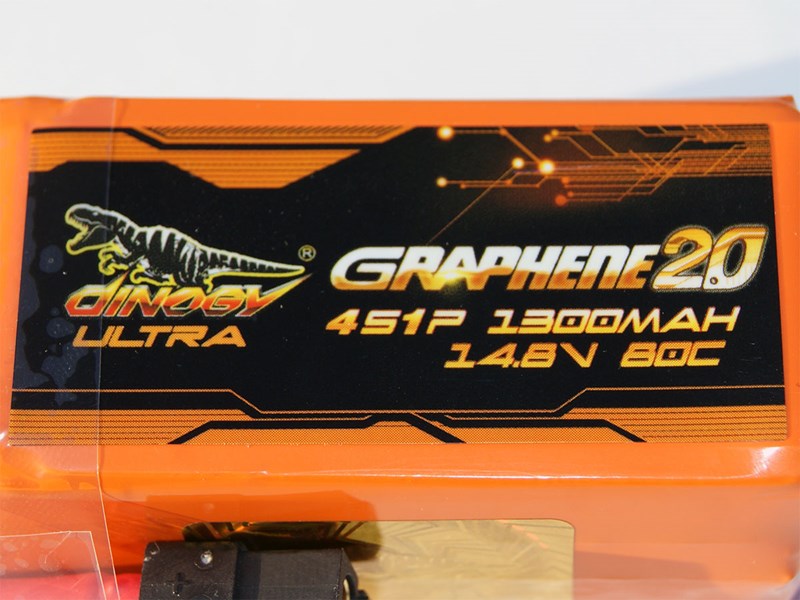 DINOGY®
ULTRA
GRAPHENE 2.0
4S1P 1300MAH
14.8V 80C